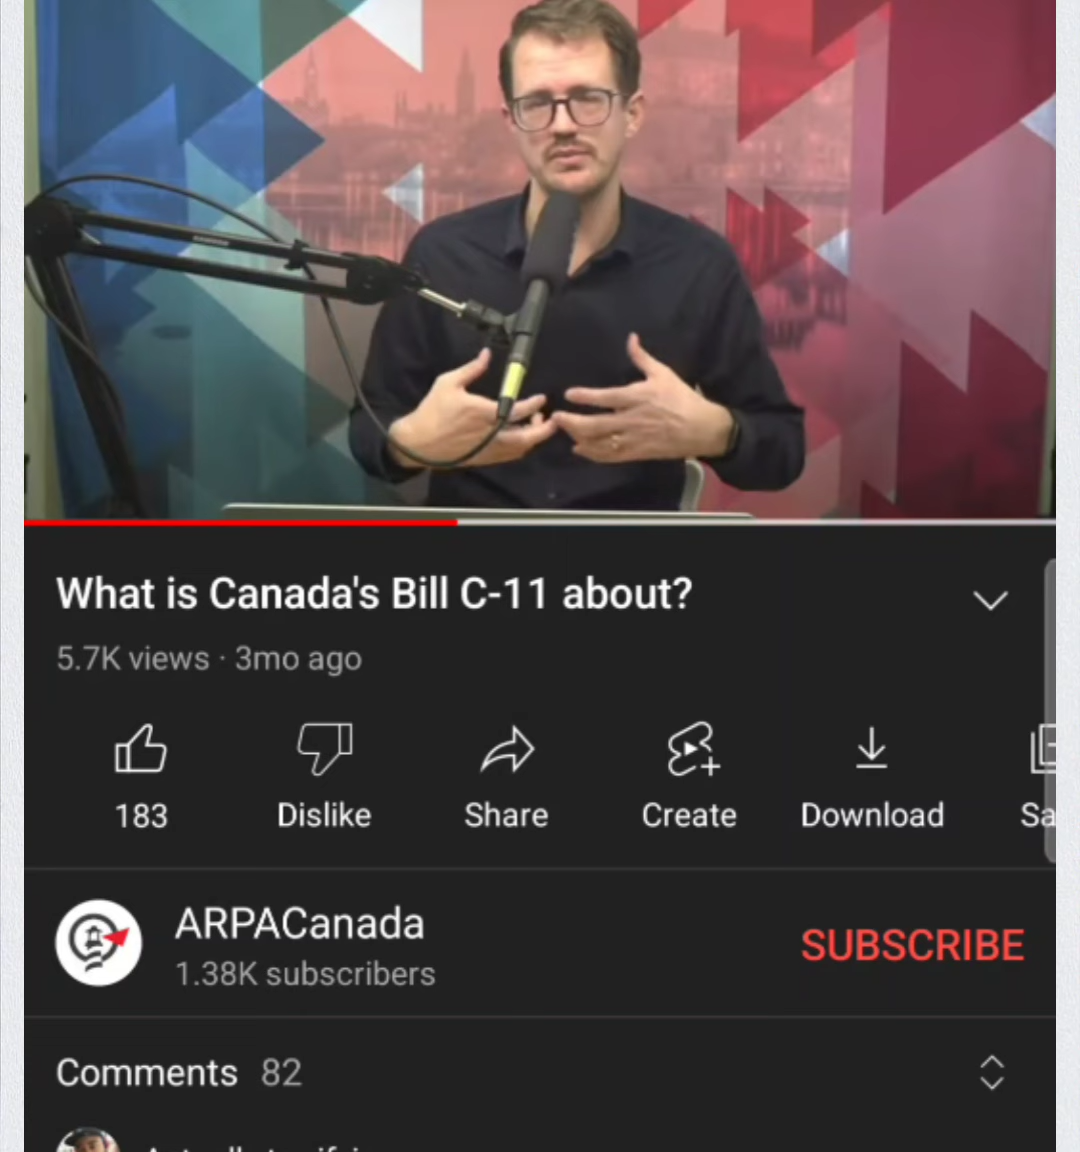 What is Canada's Bill C-11 about?
5.7K views · 3mo ago
183
Dislike
Share
Create
Download
ARPACanada
1.38K subscribers
SUBSCRIBE
Comments 82